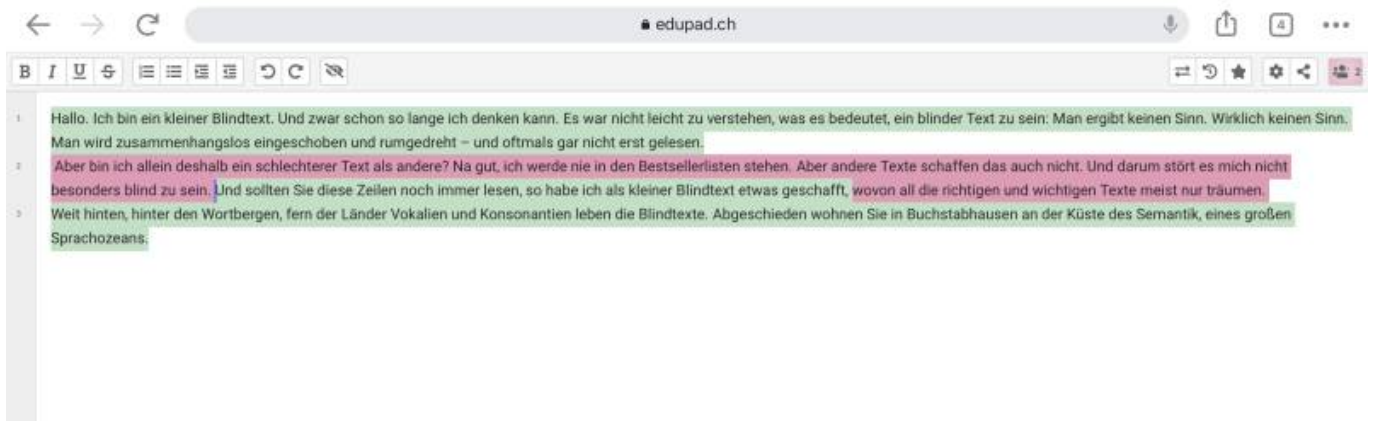 edupad.ch
4
B I U S
2
1
Hallo. Ich bin ein kleiner Blindtext. Und zwar schon so lange ich denken kann. Es war nicht leicht zu verstehen, was es bedeutet, ein blinder Text zu sein: Man ergibt keinen Sinn. Wirklich keinen Sinn.
Man wird zusammenhangslos eingeschoben und rumgedreht – und oftmals gar nicht erst gelesen.
2
Aber bin ich allein deshalb ein schlechterer Text als andere? Na gut, ich werde nie in den Bestsellerlisten stehen. Aber andere Texte schaffen das auch nicht. Und darum stört es mich nicht
besonders blind zu sein. Und sollten Sie diese Zeilen noch immer lesen, so habe ich als kleiner Blindtext etwas geschafft, wovon all die richtigen und wichtigen Texte meist nur träumen.
3
Weit hinten, hinter den Wortbergen, fern der Länder Vokalien und Konsonantien leben die Blindtexte. Abgeschieden wohnen Sie in Buchstabhausen an der Küste des Semantik, eines großen
Sprachozeans.